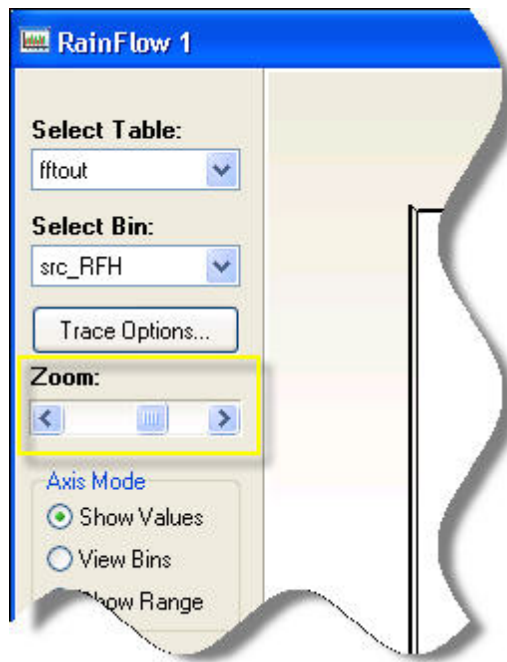 RainFlow 1
Select Table:
fftout
Select Bin:
src_RFH
Trace Options...
Zoom:
Axis Mode
Show Values
View Bins
Show Range